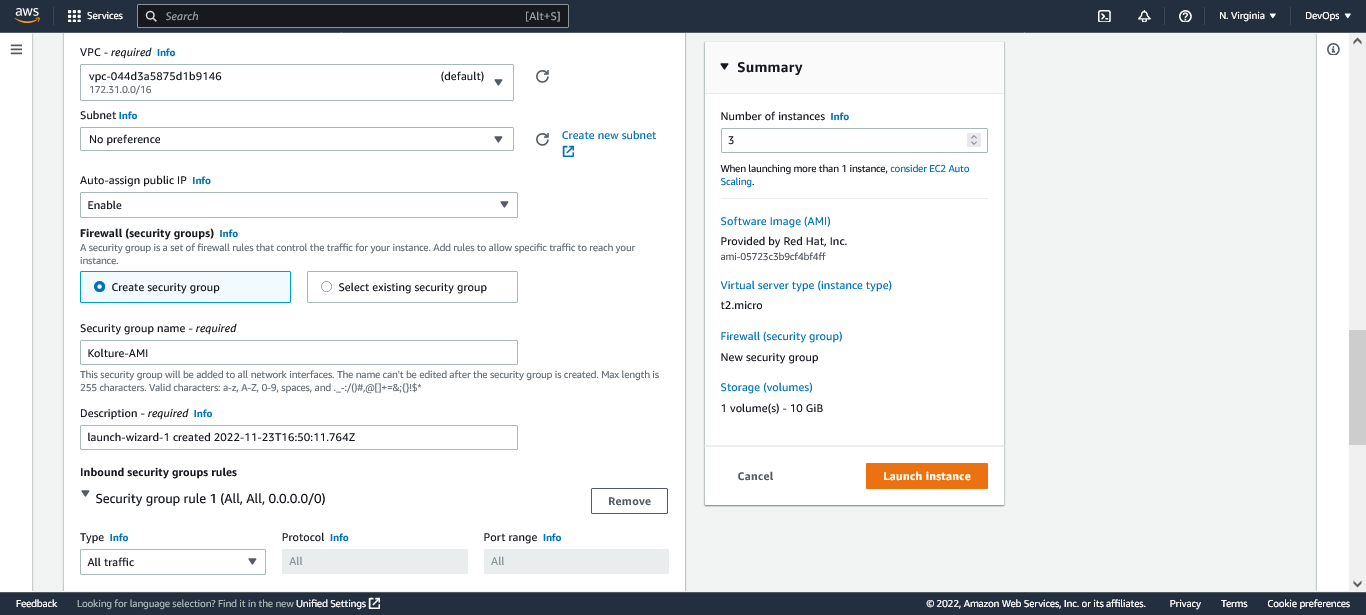 aws
Services
Search [Alt+S]
N. Virginia
DevOps
VPC - required Info
vpc-044d3a5875d1b9146 (default)
172.31.0.0/16
Subnet Info
No preference
Create new subnet
Auto-assign public IP Info
Enable
Firewall (security groups) Info
A security group is a set of firewall rules that control the traffic for your instance. Add rules to allow specific traffic to reach your
instance.
Create security group
Select existing security group
Security group name - required
Kolture-AMI
This security group will be added to all network interfaces. The name can't be edited after the security group is created. Max length is
255 characters. Valid characters: a-z, A-Z, 0-9, spaces, and ._-:/()#,@[]+=&;{}!$*
Description - required Info
launch-wizard-1 created 2022-11-23T16:50:11.764Z
Inbound security groups rules
Security group rule 1 (All, All, 0.0.0.0/0)
Remove
Type Info
Protocol Info
Port range Info
All traffic
All
All
Summary
Number of instances Info
3
When launching more than 1 instance, consider EC2 Auto
Scaling.
Software Image (AMI)
Provided by Red Hat, Inc.
ami-05723c3b9cf4bf4ff
Virtual server type (instance type)
t2.micro
Firewall (security group)
New security group
Storage (volumes)
1 volume(s) - 10 GiB
Cancel
Launch instance
Feedback
Looking for language selection? Find it in the new Unified Settings
© 2022, Amazon Web Services, Inc. or its affiliates.
Privacy
Terms
Cookie preferences